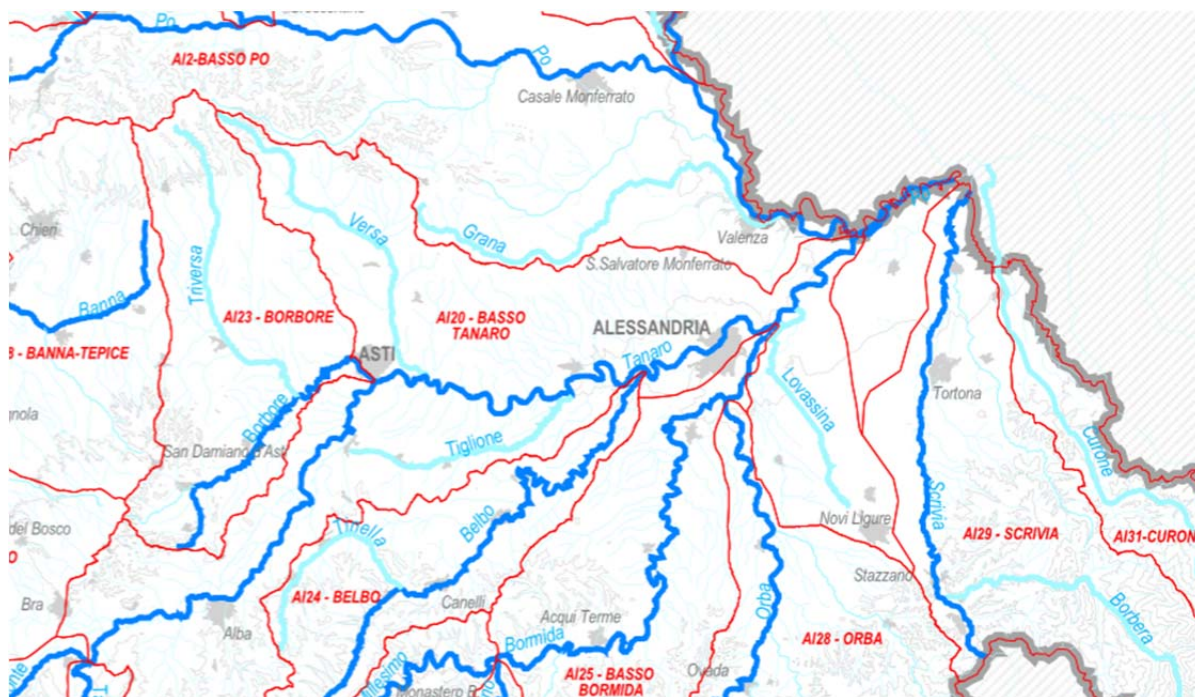 Po
AI2-BASSO PO
Po
Casale Monferrato
Chieri
Triversa
Versa
Grana
Valenza
S.Salvatore Monferrato
Banna
AI23 - BORBORE
AI20 - BASSO
TANARO
ALESSANDRIA
- BANNA-TEPICE
ASTI
Tanaro
Lovassina
Tortona
Borbore
Tiglione
San Damiano d'Asti
Curone
Scrivia
Belbo
Tinella
del Bosco
Novi Ligure
AI29 - SCRIVIA
AI31-CURON
Stazzano
AI24 - BELBO
Canelli
Orba
Bra
Alba
Acqui Terme
Borbera
Bormida
AI28 - ORBA
AI25 - BASSO
BORMIDA
Ovada